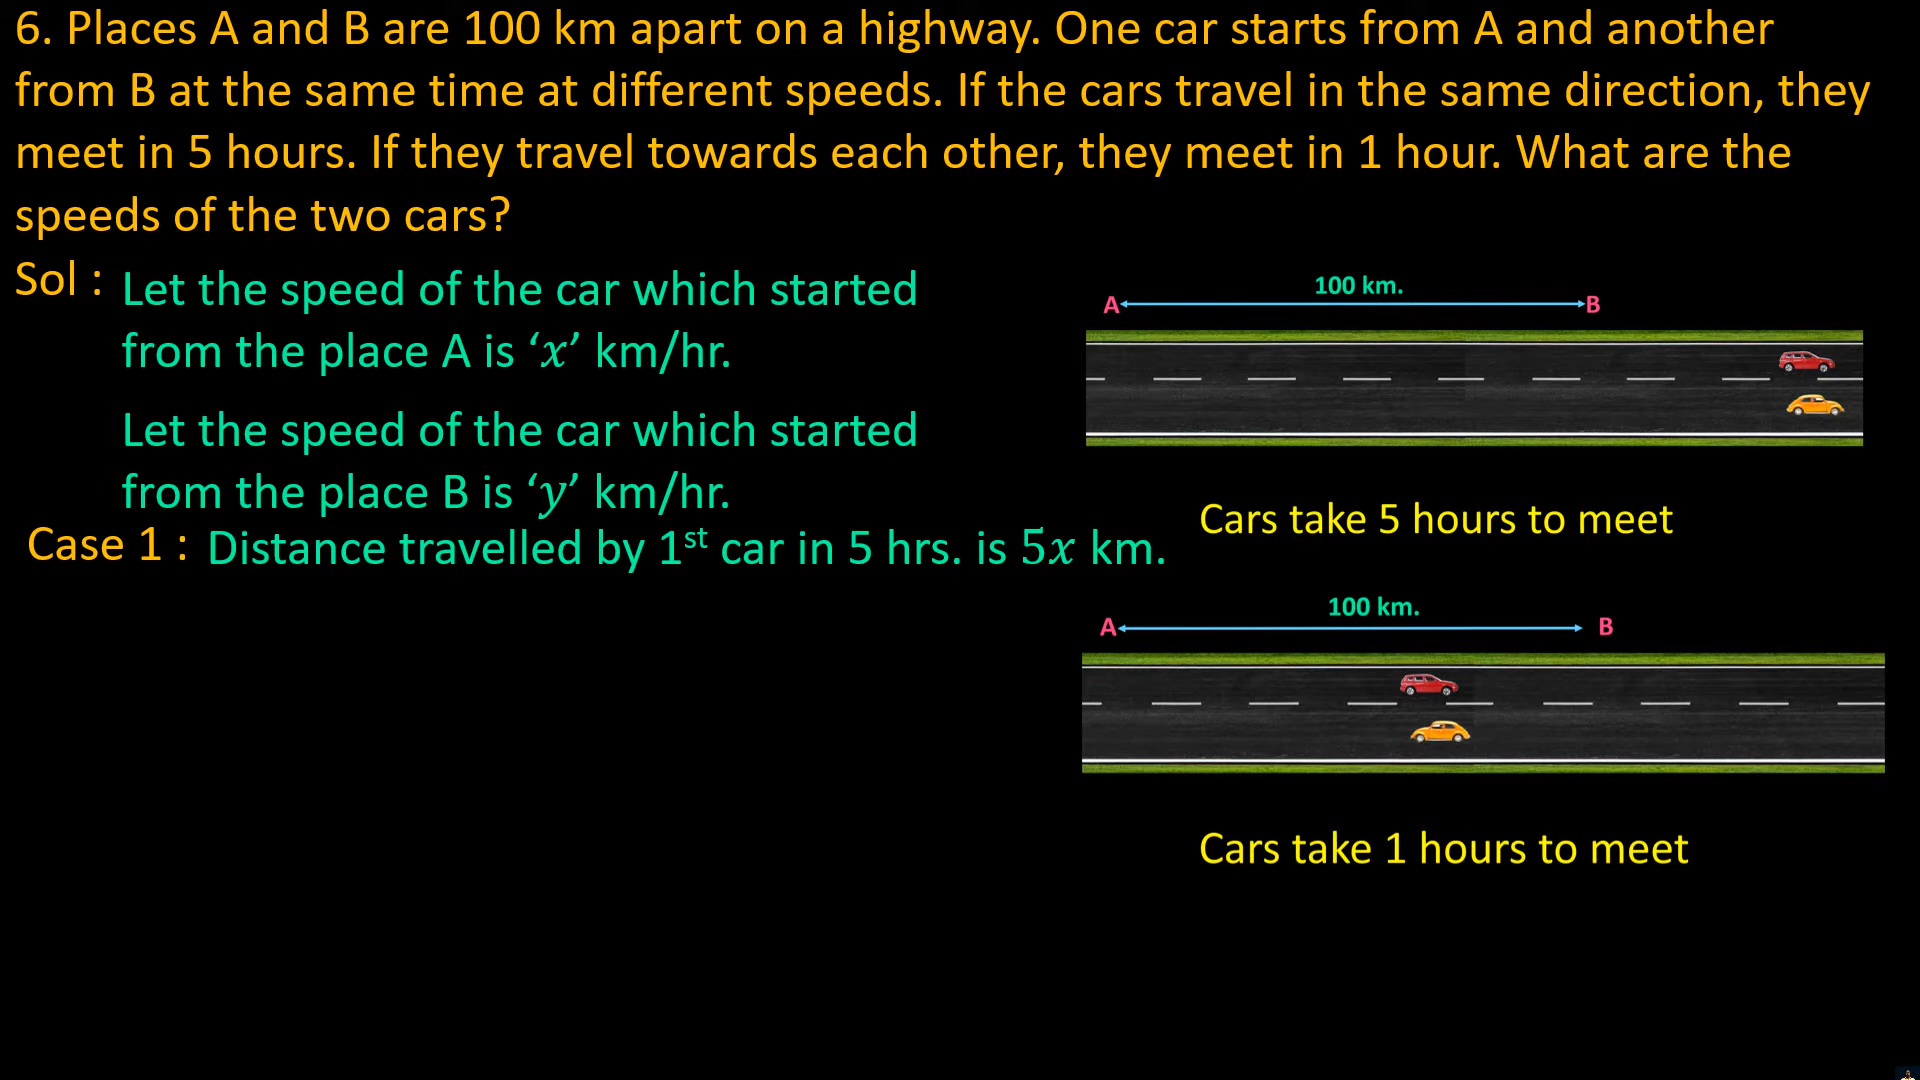 6. Places A and B are 100 km apart on a highway. One car starts from A and another
from B at the same time at different speeds. If the cars travel in the same direction, they
meet in 5 hours. If they travel towards each other, they meet in 1 hour. What are the
speeds of the two cars?
Sol :
Let the speed of the car which started
from the place A is ‘x’ km/hr.
Let the speed of the car which started
from the place B is ‘y’ km/hr.
Case 1 : Distance travelled by 1st car in 5 hrs. is 5x km.
100 km.
A B
Cars take 5 hours to meet
100 km.
A B
Cars take 1 hours to meet